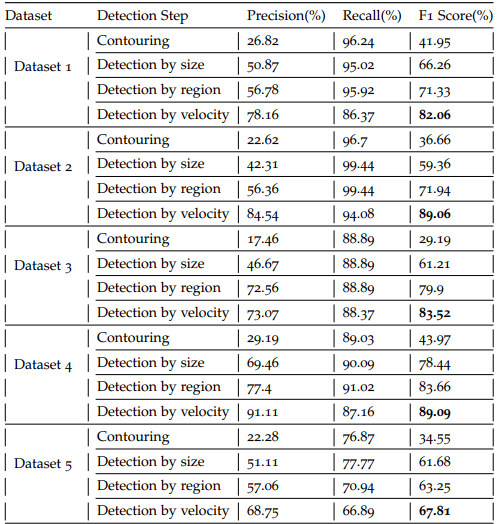 Dataset Detection Step Precision(%) Recall(%) F1 Score(%)
Dataset 1 Contouring 26.82 96.24 41.95
Detection by size 50.87 95.02 66.26
Detection by region 56.78 95.92 71.33
Detection by velocity 78.16 86.37 82.06
Dataset 2 Contouring 22.62 96.7 36.66
Detection by size 42.31 99.44 59.36
Detection by region 56.36 99.44 71.94
Detection by velocity 84.54 94.08 89.06
Dataset 3 Contouring 17.46 88.89 29.19
Detection by size 46.67 88.89 61.21
Detection by region 72.56 88.89 79.9
Detection by velocity 73.07 88.37 83.52
Dataset 4 Contouring 29.19 89.03 43.97
Detection by size 69.46 90.09 78.44
Detection by region 77.4 91.02 83.66
Detection by velocity 91.11 87.16 89.09
Dataset 5 Contouring 22.28 76.87 34.55
Detection by size 51.11 77.77 61.68
Detection by region 57.06 70.94 63.25
Detection by velocity 68.75 66.89 67.81